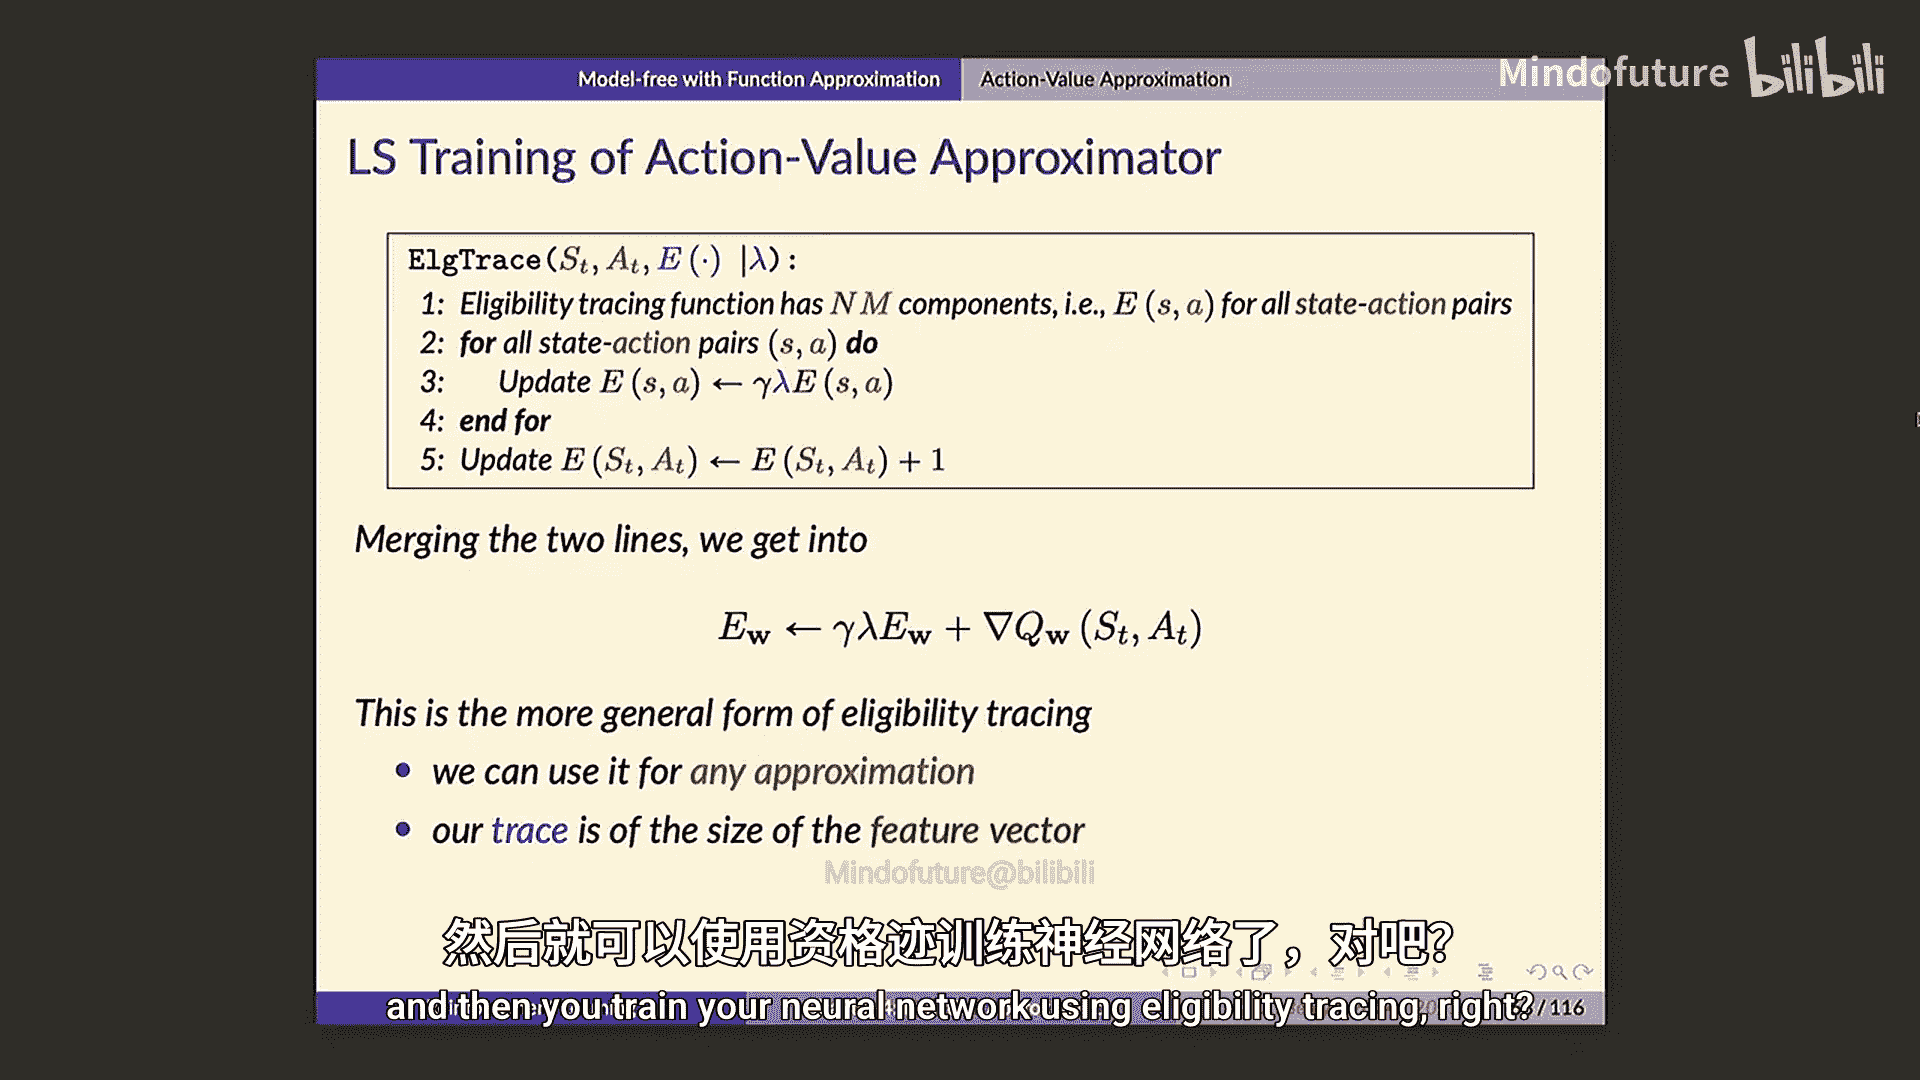 Model-free with Function Approximation Action-Value Approximation
Mindofuture bilibili
LS Training of Action-Value Approximator
ElgTrace(S_t, A_t, E(·) |λ):
1: Eligibility tracing function has NM components, i.e., E(s, a) for all state-action pairs
2: for all state-action pairs (s, a) do
3: Update E(s, a) ← γλE(s, a)
4: end for
5: Update E(S_t, A_t) ← E(S_t, A_t) + 1
Merging the two lines, we get into
E_w ← γλE_w + ∇Q_w(S_t, A_t)
This is the more general form of eligibility tracing
• we can use it for any approximation
• our trace is of the size of the feature vector
Mindofuture@bilibili
然后就可以使用资格迹训练神经网络了，对吧?
and then you train your neural network using eligibility tracing, right?
/ 116